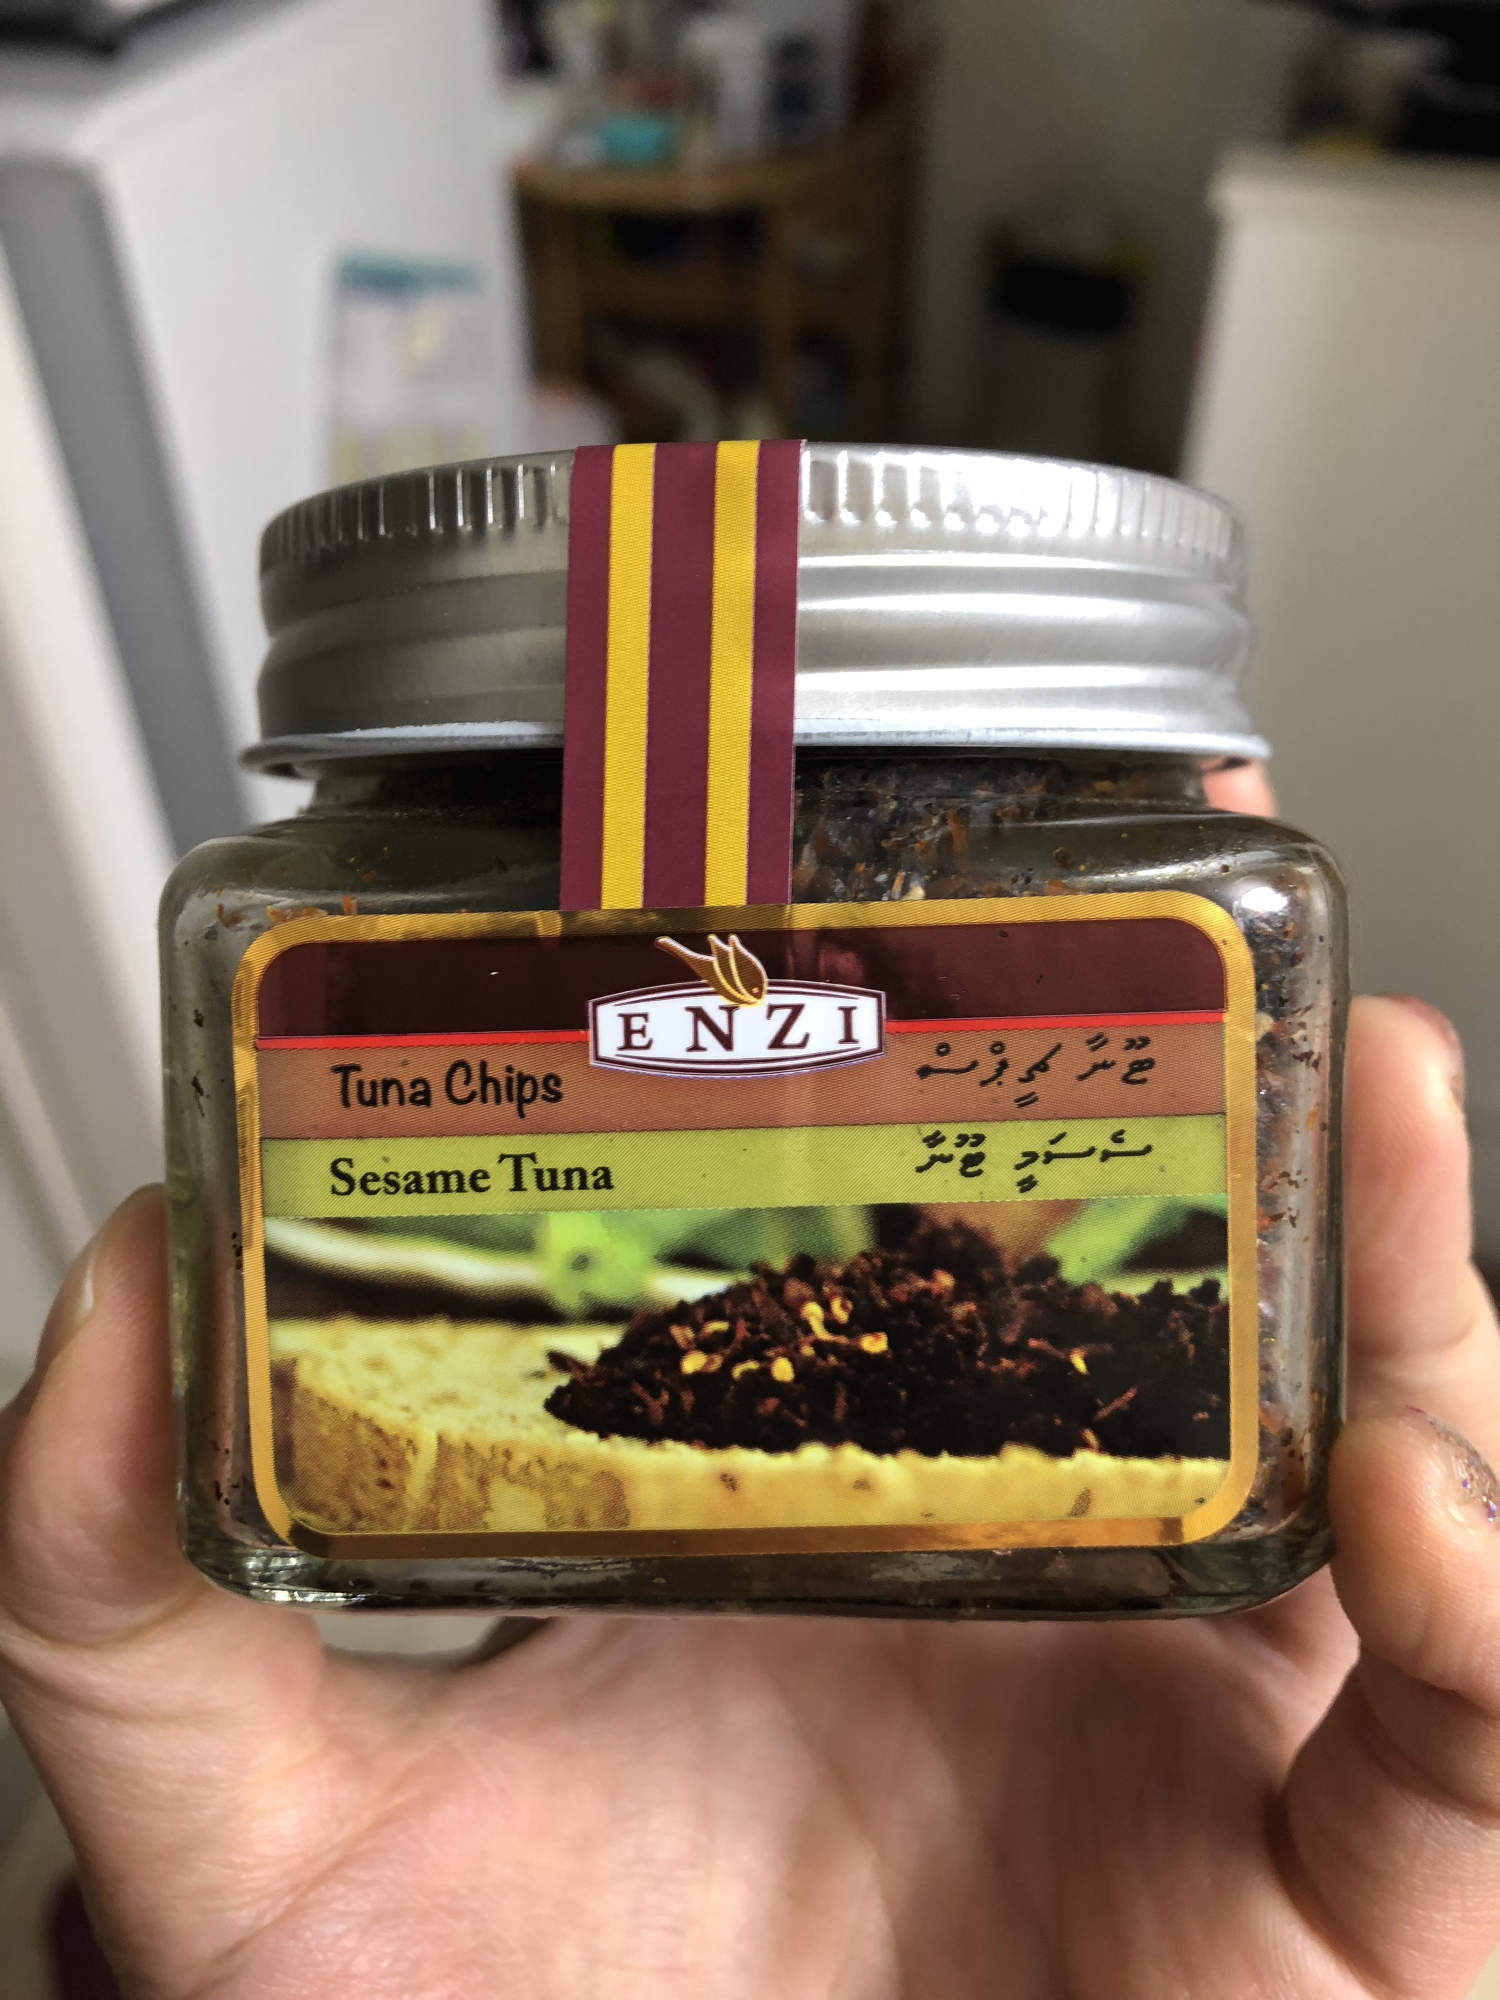 ENZI
Tuna Chips
ޓޫނާ ޗިޕްސް
Sesame Tuna
ސެސަމީ ޓޫނާ